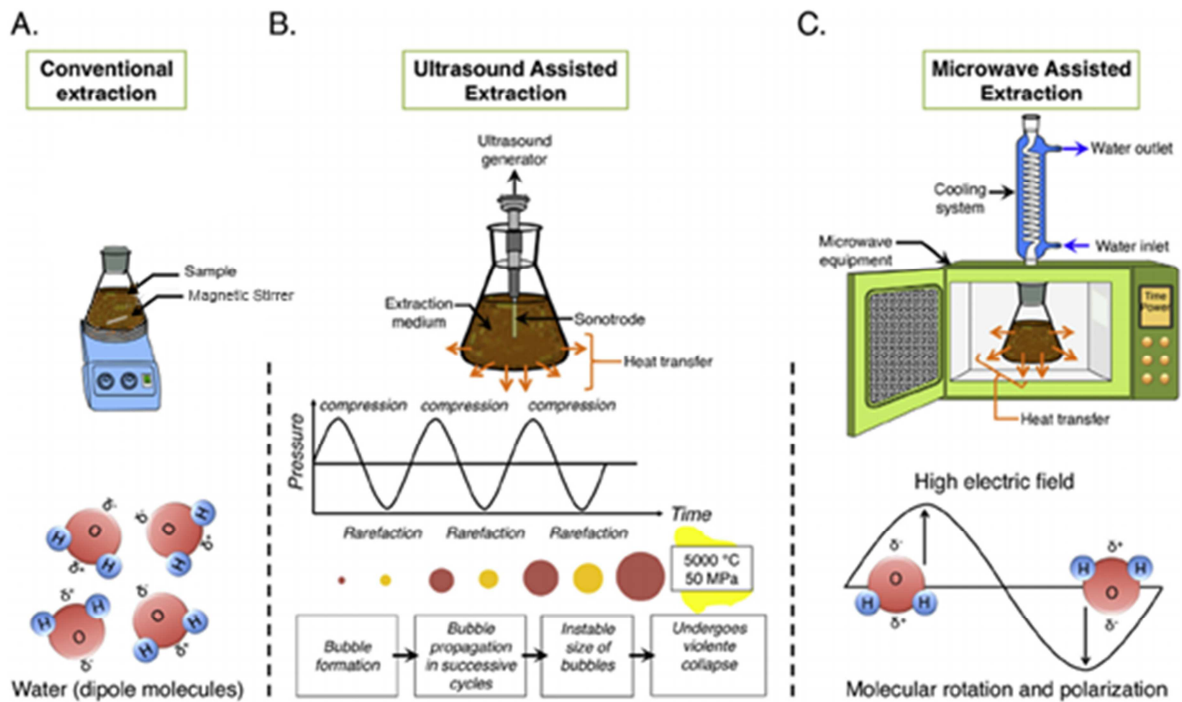 A.
Conventional
extraction
Sample
Magnetic Stirrer
δ-
O
H
H
δ+
δ-
O
H
H
δ+
δ+
H
H
O
δ-
δ-
O
H
H
δ+
Water (dipole molecules)
B.
Ultrasound Assisted
Extraction
Ultrasound
generator
Extraction
medium
Sonotrode
Heat transfer
compression
compression
compression
Pressure
Time
Rarefaction
Rarefaction
Rarefaction
5000 °C
50 MPa
Bubble
formation
Bubble
propagation
in successive
cycles
Instable
size of
bubbles
Undergoes
violente
collapse
C.
Microwave Assisted
Extraction
Water outlet
Cooling
system
Water inlet
Microwave
equipment
Time
Power
Heat transfer
High electric field
δ-
O
H
H
δ+
δ+
H
H
O
δ-
Molecular rotation and polarization